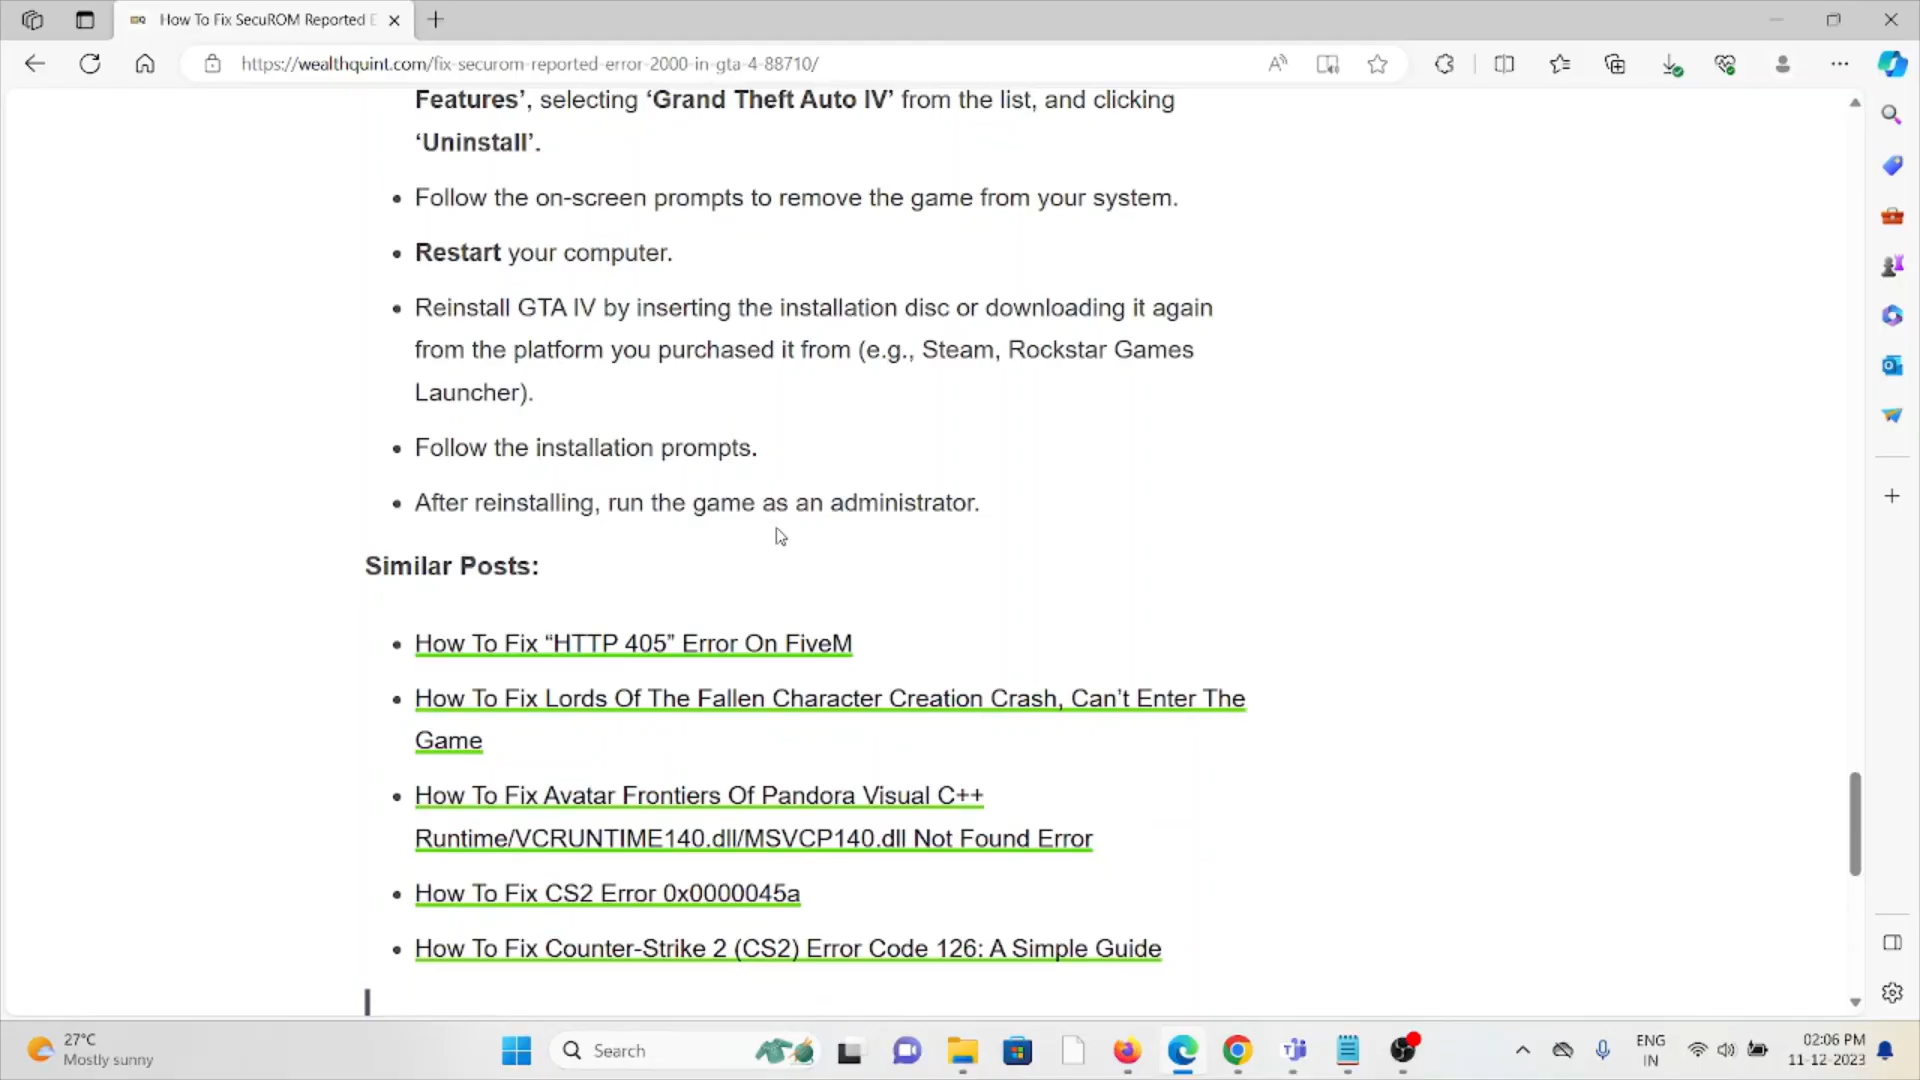 How To Fix SecuROM Reported E
https://wealthquint.com/fix-securom-reported-error-2000-in-gta-4-88710/
Features’, selecting ‘Grand Theft Auto IV’ from the list, and clicking
‘Uninstall’.
• Follow the on-screen prompts to remove the game from your system.
• Restart your computer.
• Reinstall GTA IV by inserting the installation disc or downloading it again
from the platform you purchased it from (e.g., Steam, Rockstar Games
Launcher).
• Follow the installation prompts.
• After reinstalling, run the game as an administrator.
Similar Posts:
• How To Fix “HTTP 405” Error On FiveM
• How To Fix Lords Of The Fallen Character Creation Crash, Can’t Enter The
Game
• How To Fix Avatar Frontiers Of Pandora Visual C++
Runtime/VCRUNTIME140.dll/MSVCP140.dll Not Found Error
• How To Fix CS2 Error 0x0000045a
• How To Fix Counter-Strike 2 (CS2) Error Code 126: A Simple Guide
27°C
Mostly sunny
Search
ENG
IN
02:06 PM
11-12-2023